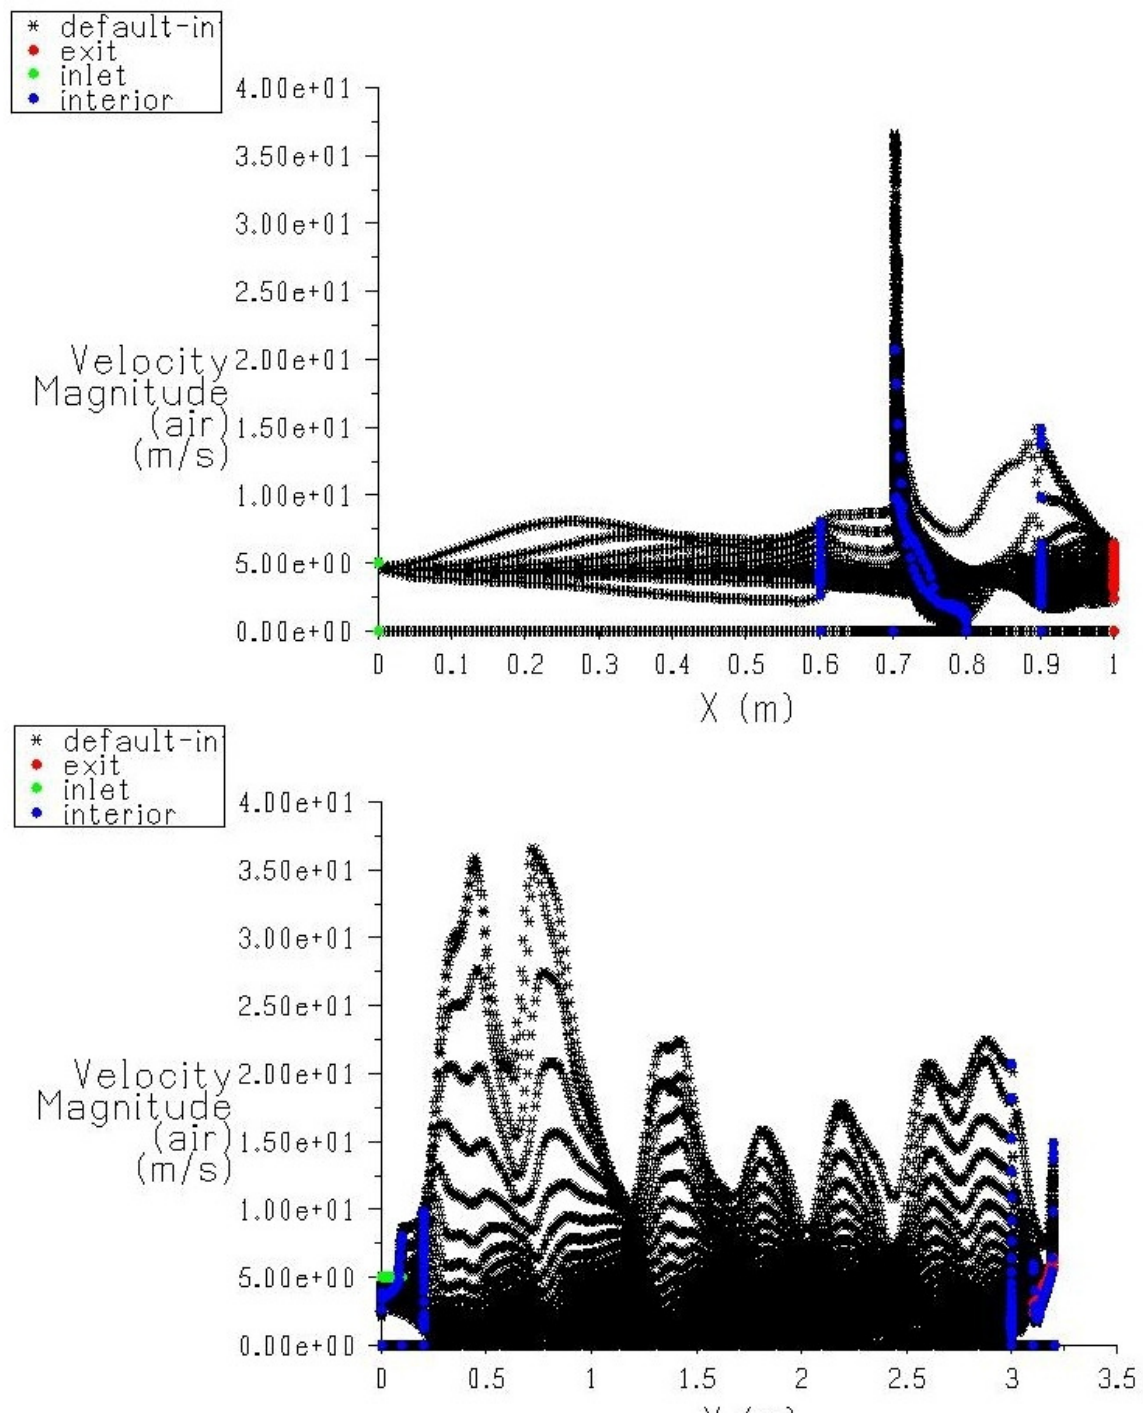 default-in
exit
inlet
interior
4.00e+01
3.50e+01
3.00e+01
2.50e+01
2.00e+01
1.50e+01
1.00e+01
5.00e+00
0.00e+00
Velocity
Magnitude
(air)
(m/s)
0 0.1 0.2 0.3 0.4 0.5 0.6 0.7 0.8 0.9 1
X (m)
default-in
exit
inlet
interior
4.00e+01
3.50e+01
3.00e+01
2.50e+01
2.00e+01
1.50e+01
1.00e+01
5.00e+00
0.00e+00
Velocity
Magnitude
(air)
(m/s)
0 0.5 1 1.5 2 2.5 3 3.5